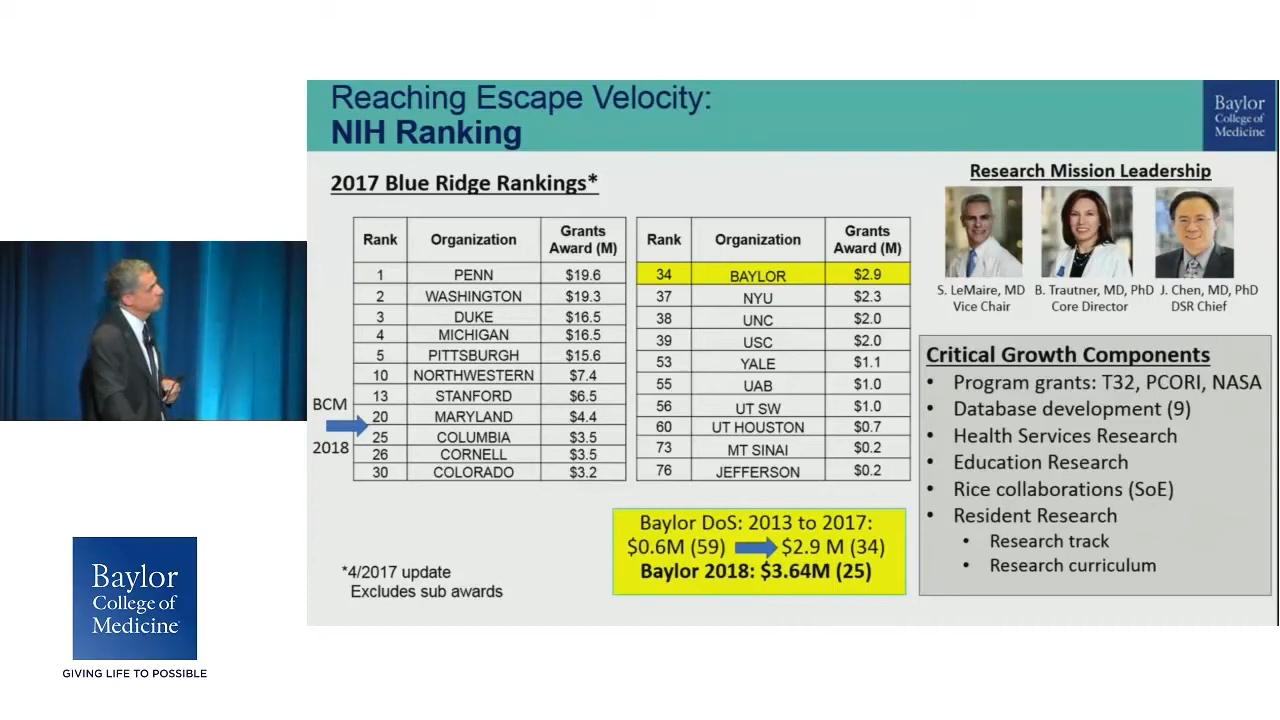 Reaching Escape Velocity:
NIH Ranking
Baylor
College of
Medicine
2017 Blue Ridge Rankings*
Rank Organization Grants Award (M)
1 PENN $19.6
2 WASHINGTON $19.3
3 DUKE $16.5
4 MICHIGAN $16.5
5 PITTSBURGH $15.6
10 NORTHWESTERN $7.4
13 STANFORD $6.5
20 MARYLAND $4.4
25 COLUMBIA $3.5
26 CORNELL $3.5
30 COLORADO $3.2
BCM
2018
Rank Organization Grants Award (M)
34 BAYLOR $2.9
37 NYU $2.3
38 UNC $2.0
39 USC $2.0
53 YALE $1.1
55 UAB $1.0
56 UT SW $1.0
60 UT HOUSTON $0.7
73 MT SINAI $0.2
76 JEFFERSON $0.2
Research Mission Leadership
S. LeMaire, MD B. Trautner, MD, PhD J. Chen, MD, PhD
Vice Chair Core Director DSR Chief
Critical Growth Components
• Program grants: T32, PCORI, NASA
• Database development (9)
• Health Services Research
• Education Research
• Rice collaborations (SoE)
• Resident Research
• Research track
• Research curriculum
Baylor DoS: 2013 to 2017:
$0.6M (59) $2.9 M (34)
Baylor 2018: $3.64M (25)
*4/2017 update
Excludes sub awards
Baylor
College of
Medicine
GIVING LIFE TO POSSIBLE